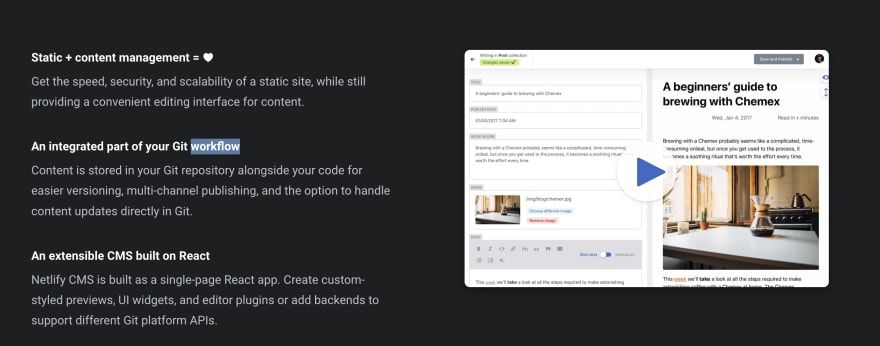 Static + content management = ♥
Get the speed, security, and scalability of a static site, while still
providing a convenient editing interface for content.
An integrated part of your Git workflow
Content is stored in your Git repository alongside your code for
easier versioning, multi-channel publishing, and the option to handle
content updates directly in Git.
An extensible CMS built on React
Netlify CMS is built as a single-page React app. Create custom-
styled previews, UI widgets, and editor plugins or add backends to
support different Git platform APIs.
Writing in Post collection
Changes saved
Save and Publish
TITLE
A beginners' guide to brewing with Chemex
PUBLISH DATE
01/04/2017 7:04 AM
INTRO BLURB
Brewing with a Chemex probably seems like a complicated, time-consuming
ordeal, but once you get used to the process, it becomes a soothing ritual that's
worth the effort every time.
IMAGE
/img/blog/chemex.jpg
Choose different image
Remove image
BODY
Rich text
Markdown
This week we'll take a look at all the steps required to make astonishing
A beginners' guide to
brewing with Chemex
Wed, Jan 4, 2017
Read in x minutes
Brewing with a Chemex probably seems like a complicated, time-
consuming ordeal, but once you get used to the process, it
becomes a soothing ritual that's worth the effort every time.
This week we'll take a look at all the steps required to make
astonishing coffee with a Chemex at home. The Chemex